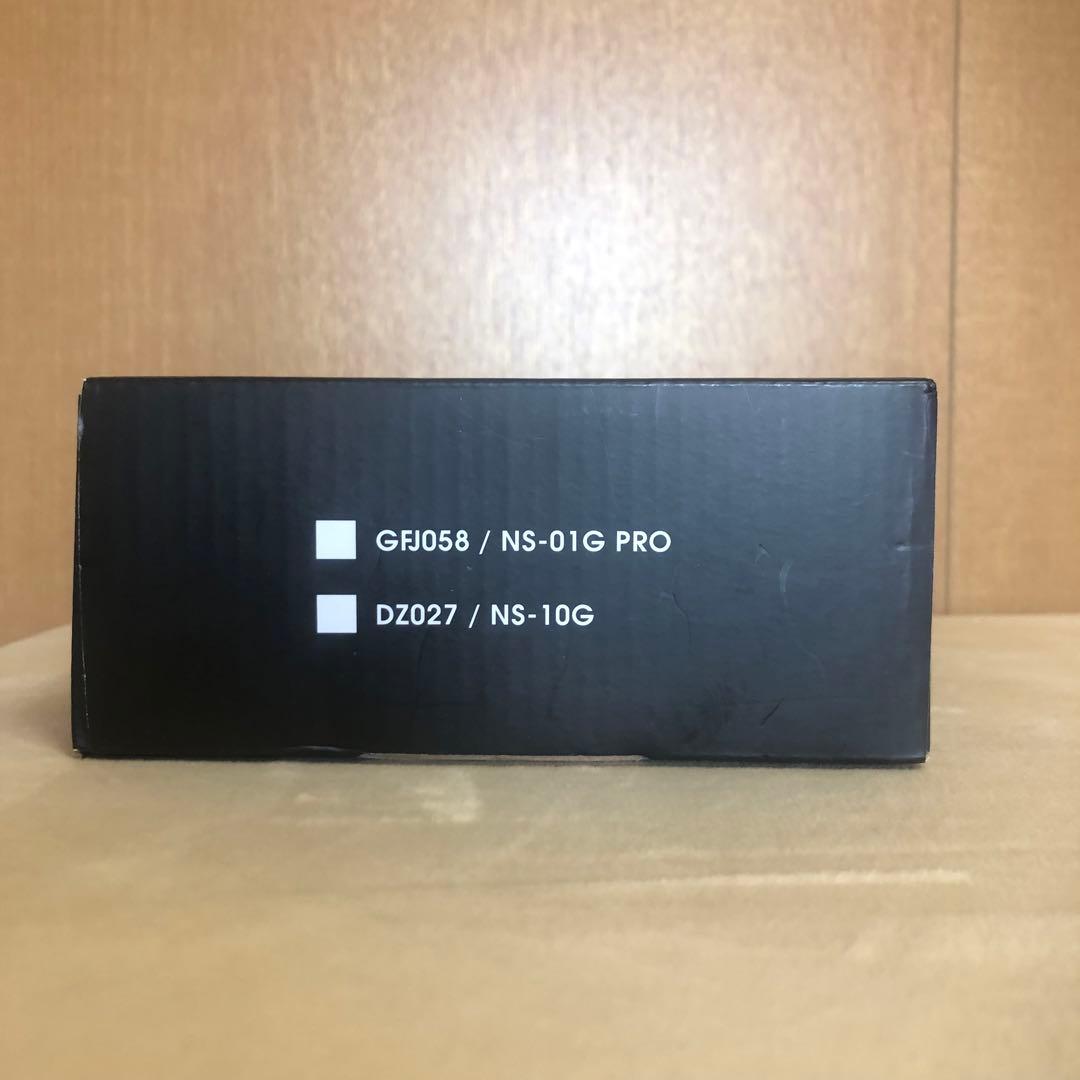 GFJ058 / NS-01G PRO
DZ027 / NS-10G